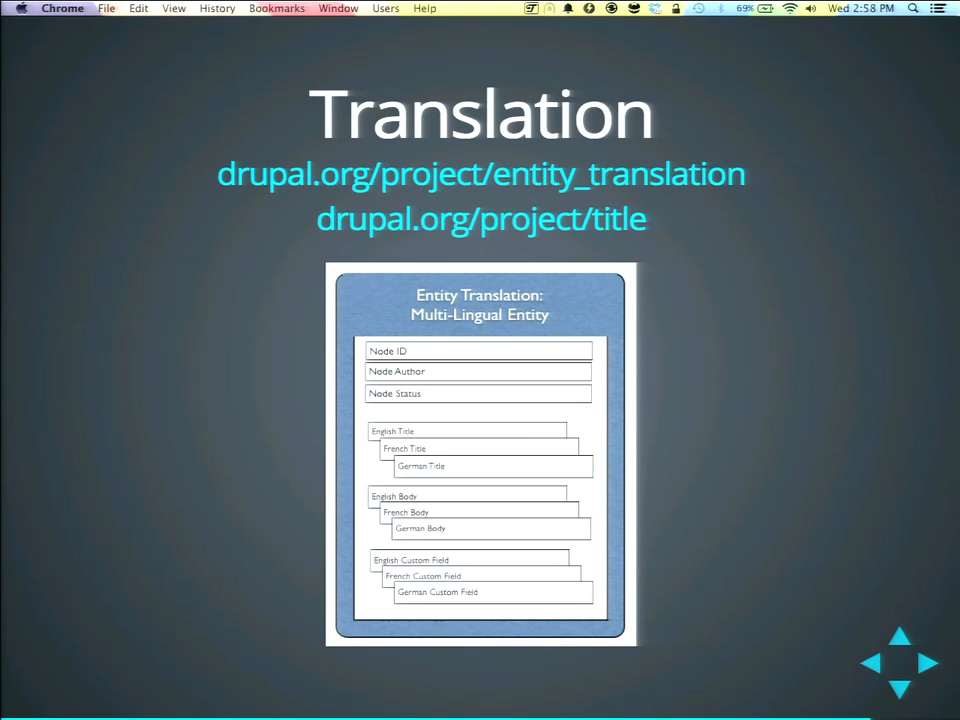 Chrome File Edit View History Bookmarks Window Users Help 69% Wed 2:58 PM
Translation
drupal.org/project/entity_translation
drupal.org/project/title
Entity Translation:
Multi-Lingual Entity
Node ID
Node Author
Node Status
English Title
French Title
German Title
English Body
French Body
German Body
English Custom Field
French Custom Field
German Custom Field